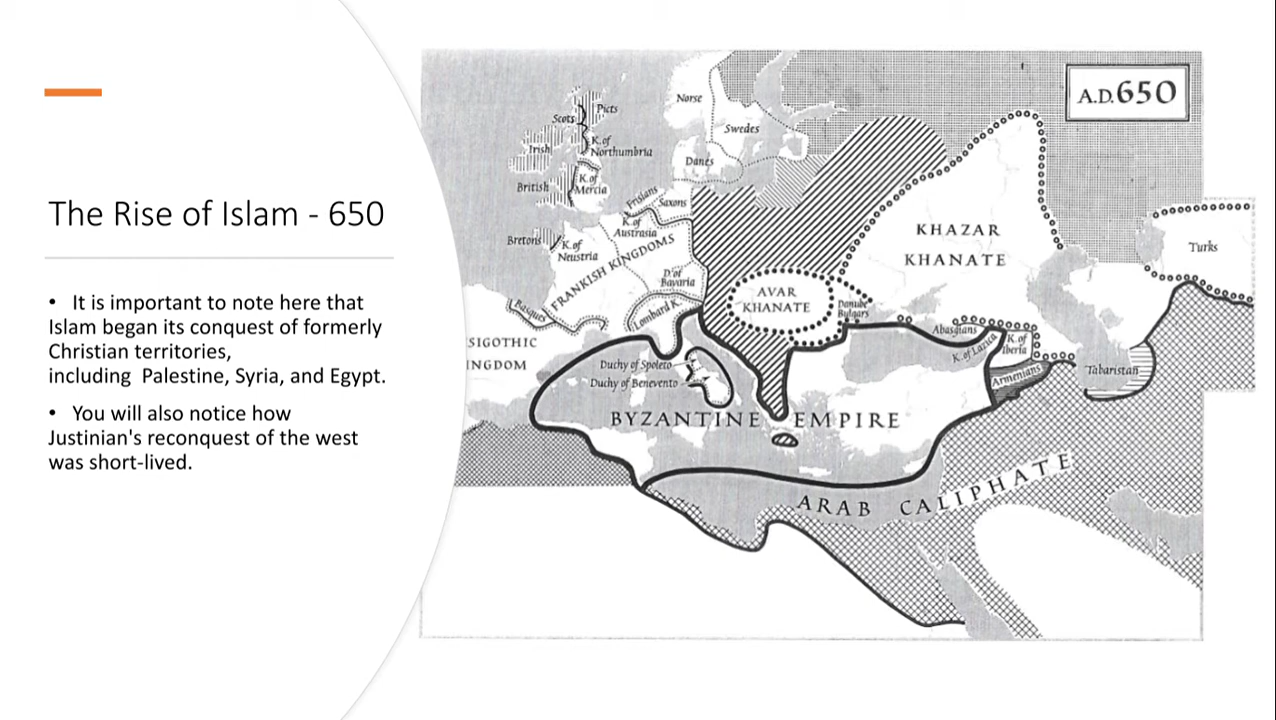 The Rise of Islam - 650
• It is important to note here that
Islam began its conquest of formerly
Christian territories,
including Palestine, Syria, and Egypt.
• You will also notice how
Justinian's reconquest of the west
was short-lived.
A.D.650
Norse
Picts
Scots
Swedes
K.of
Northumbria
Irish
Danes
K.of
Mercia
British
Frisians
Saxons
Turks
K.of
Austrasia
KHAZAR
KHANATE
Bretons
K.of
Neustria
FRANKISH KINGDOMS
D.of
Bavaria
AVAR
KHANATE
Danube
Bulgars
Basques
Lombard K.
Abasgians
K.of Lazica
K.of
Iberia
SIGOTHIC
NGDOM
Duchy of Spoleto
Duchy of Benevento
Armenians
Tabaristan
BYZANTINE EMPIRE
ARAB CALIPHATE